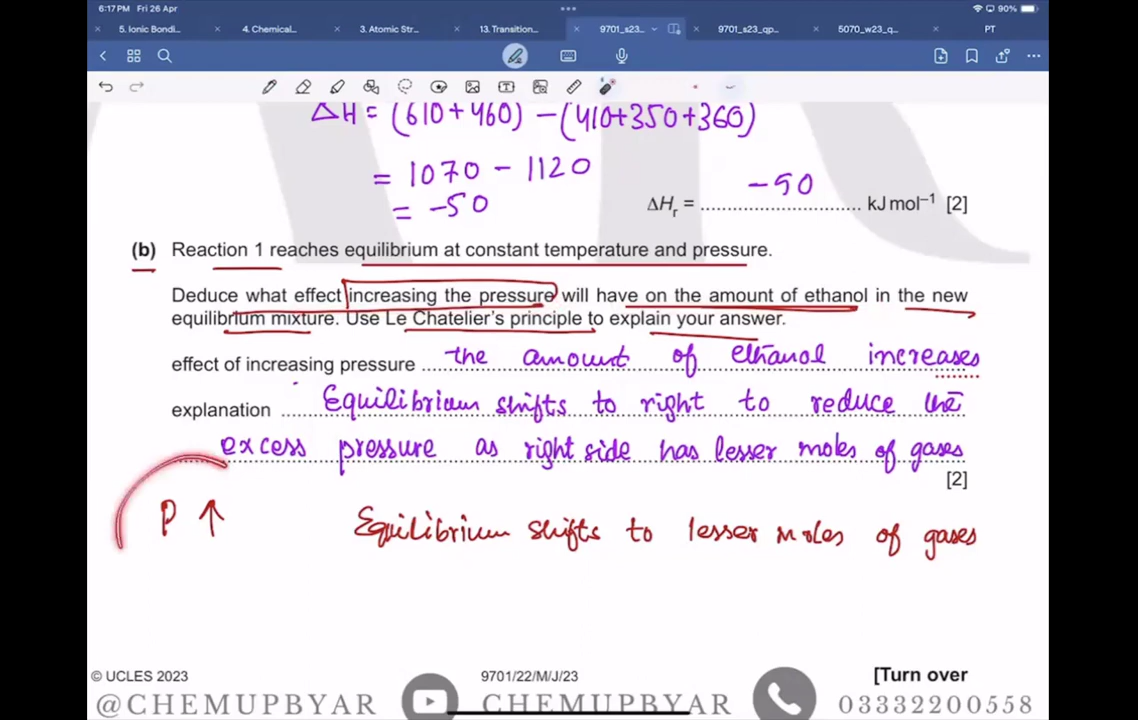 6:17 PM Fri 26 Apr
90%
5. Ionic Bondi...
4. Chemical...
3. Atomic Str...
13. Transition...
9701_s23...
9701_s23_qp...
5070_w23_q...
PT
ΔH = (610+460) - (410+350+360)
= 1070 - 1120
= -50
-50
ΔHr = .......... kJ mol⁻¹ [2]
(b) Reaction 1 reaches equilibrium at constant temperature and pressure.
Deduce what effect increasing the pressure will have on the amount of ethanol in the new
equilibrium mixture. Use Le Chatelier's principle to explain your answer.
effect of increasing pressure the amount of ethanol increases
explanation Equilibrium shifts to right to reduce the
excess pressure as right side has lesser moles of gases
[2]
P ↑ Equilibrium shifts to lesser moles of gases
© UCLES 2023 9701/22/M/J/23 [Turn over
@CHEMUPBYAR CHEMUPBYAR 03332200558